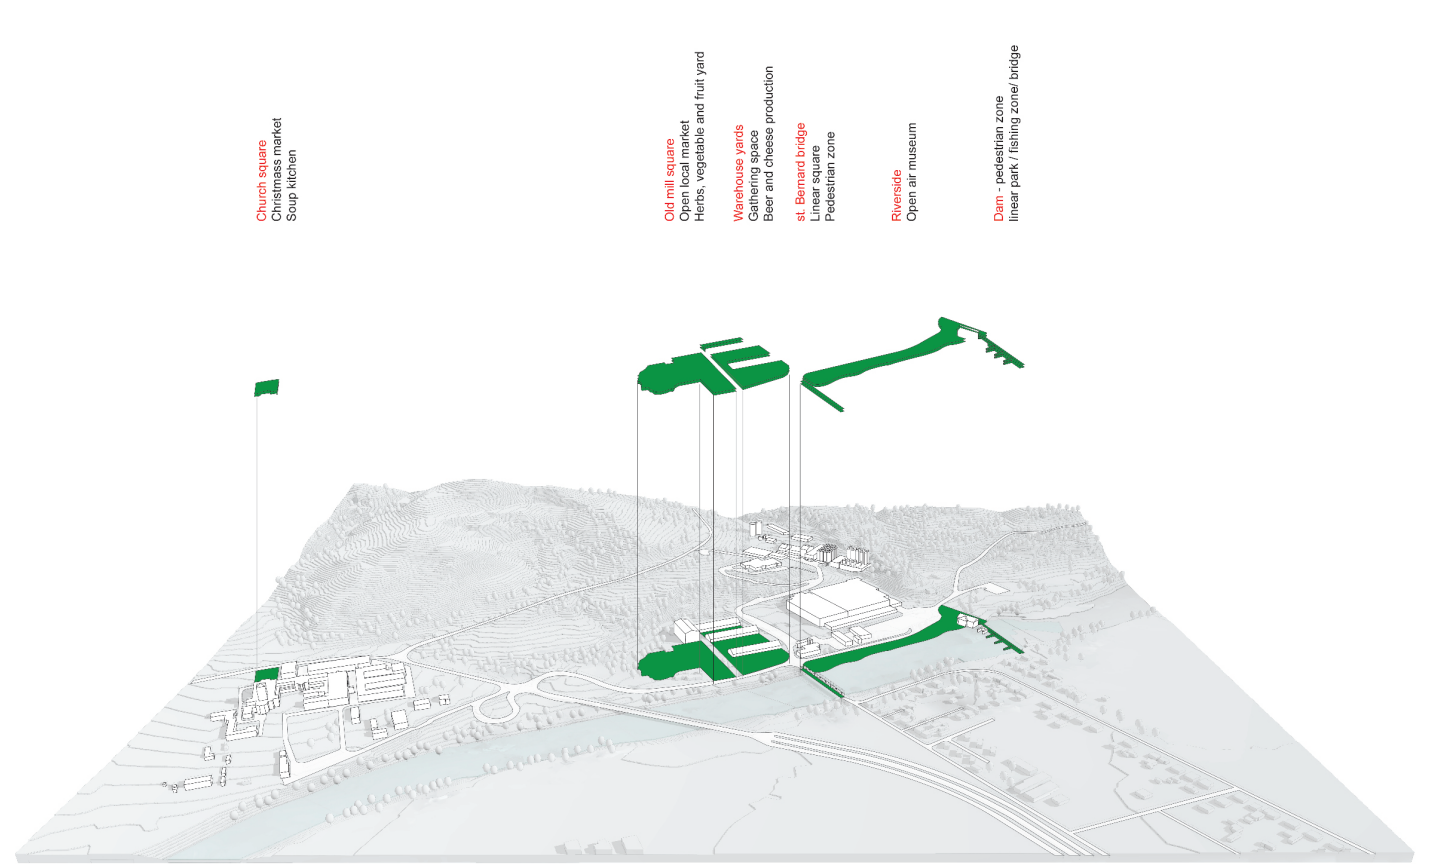 Church square
Christmass market
Soup kitchen
Old mill square
Open local market
Herbs, vegetable and fruit yard
Warehouse yards
Gathering space
Beer and cheese production
st. Bernard bridge
Linear square
Pedestrian zone
Riverside
Open air museum
Dam - pedestrian zone
linear park / fishing zone/ bridge